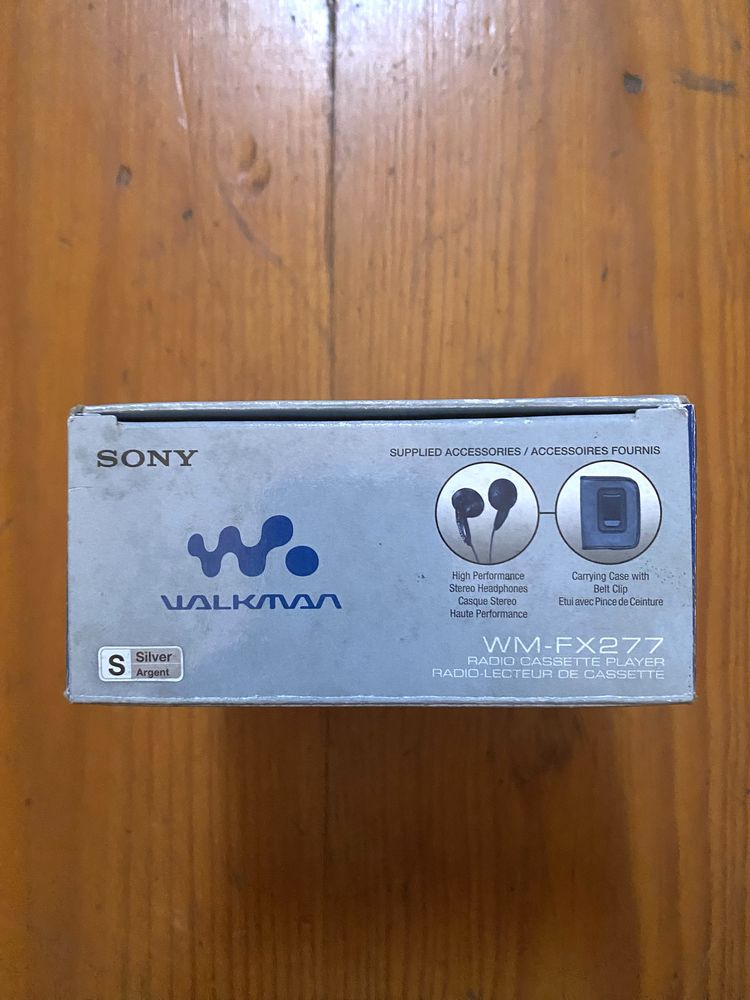 SONY
SUPPLIED ACCESSORIES / ACCESSOIRES FOURNIS
WALKMAN
High Performance
Stereo Headphones
Casque Stereo
Haute Performance
Carrying Case with
Belt Clip
Etui avec Pince de Ceinture
S Silver
Argent
WM-FX277
RADIO CASSETTE PLAYER
RADIO-LECTEUR DE CASSETTE